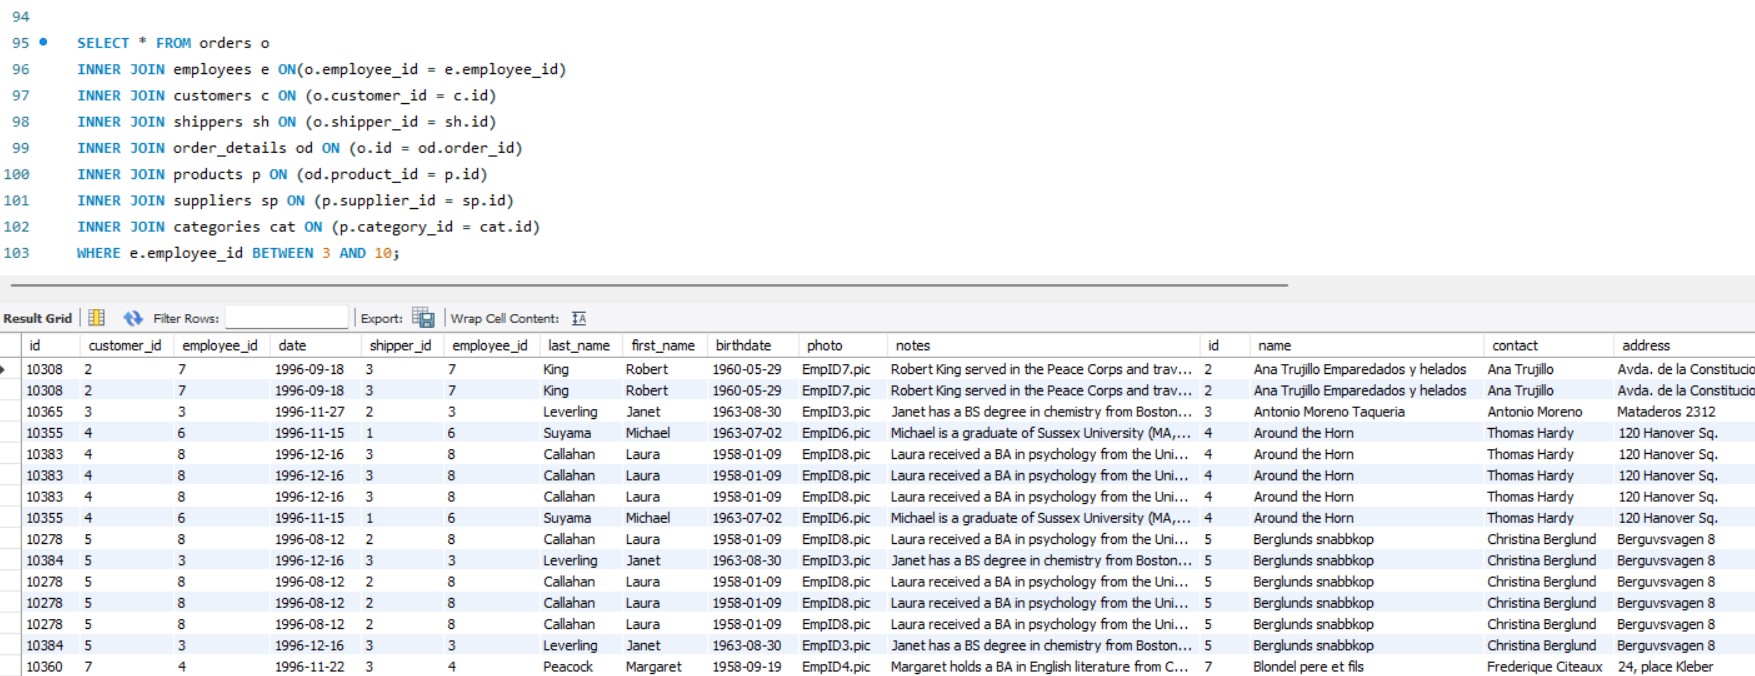 94
95 SELECT * FROM orders o
96 INNER JOIN employees e ON(o.employee_id = e.employee_id)
97 INNER JOIN customers c ON (o.customer_id = c.id)
98 INNER JOIN shippers sh ON (o.shipper_id = sh.id)
99 INNER JOIN order_details od ON (o.id = od.order_id)
100 INNER JOIN products p ON (od.product_id = p.id)
101 INNER JOIN suppliers sp ON (p.supplier_id = sp.id)
102 INNER JOIN categories cat ON (p.category_id = cat.id)
103 WHERE e.employee_id BETWEEN 3 AND 10;
Result Grid Filter Rows: Export: Wrap Cell Content:
id customer_id employee_id date shipper_id employee_id last_name first_name birthdate photo notes id name contact address
10308 2 7 1996-09-18 3 7 King Robert 1960-05-29 EmpID7.pic Robert King served in the Peace Corps and trav... 2 Ana Trujillo Emparedados y helados Ana Trujillo Avda. de la Constitucio
10308 2 7 1996-09-18 3 7 King Robert 1960-05-29 EmpID7.pic Robert King served in the Peace Corps and trav... 2 Ana Trujillo Emparedados y helados Ana Trujillo Avda. de la Constitucio
10365 3 3 1996-11-27 2 3 Leverling Janet 1963-08-30 EmpID3.pic Janet has a BS degree in chemistry from Boston... 3 Antonio Moreno Taqueria Antonio Moreno Mataderos 2312
10355 4 6 1996-11-15 1 6 Suyama Michael 1963-07-02 EmpID6.pic Michael is a graduate of Sussex University (MA,... 4 Around the Horn Thomas Hardy 120 Hanover Sq.
10383 4 8 1996-12-16 3 8 Callahan Laura 1958-01-09 EmpID8.pic Laura received a BA in psychology from the Uni... 4 Around the Horn Thomas Hardy 120 Hanover Sq.
10383 4 8 1996-12-16 3 8 Callahan Laura 1958-01-09 EmpID8.pic Laura received a BA in psychology from the Uni... 4 Around the Horn Thomas Hardy 120 Hanover Sq.
10383 4 8 1996-12-16 3 8 Callahan Laura 1958-01-09 EmpID8.pic Laura received a BA in psychology from the Uni... 4 Around the Horn Thomas Hardy 120 Hanover Sq.
10355 4 6 1996-11-15 1 6 Suyama Michael 1963-07-02 EmpID6.pic Michael is a graduate of Sussex University (MA,... 4 Around the Horn Thomas Hardy 120 Hanover Sq.
10278 5 8 1996-08-12 2 8 Callahan Laura 1958-01-09 EmpID8.pic Laura received a BA in psychology from the Uni... 5 Berglunds snabbkop Christina Berglund Berguvsvagen 8
10384 5 3 1996-12-16 3 3 Leverling Janet 1963-08-30 EmpID3.pic Janet has a BS degree in chemistry from Boston... 5 Berglunds snabbkop Christina Berglund Berguvsvagen 8
10278 5 8 1996-08-12 2 8 Callahan Laura 1958-01-09 EmpID8.pic Laura received a BA in psychology from the Uni... 5 Berglunds snabbkop Christina Berglund Berguvsvagen 8
10278 5 8 1996-08-12 2 8 Callahan Laura 1958-01-09 EmpID8.pic Laura received a BA in psychology from the Uni... 5 Berglunds snabbkop Christina Berglund Berguvsvagen 8
10278 5 8 1996-08-12 2 8 Callahan Laura 1958-01-09 EmpID8.pic Laura received a BA in psychology from the Uni... 5 Berglunds snabbkop Christina Berglund Berguvsvagen 8
10384 5 3 1996-12-16 3 3 Leverling Janet 1963-08-30 EmpID3.pic Janet has a BS degree in chemistry from Boston... 5 Berglunds snabbkop Christina Berglund Berguvsvagen 8
10360 7 4 1996-11-22 3 4 Peacock Margaret 1958-09-19 EmpID4.pic Margaret holds a BA in English literature from C... 7 Blondel pere et fils Frederique Citeaux 24, place Kleber